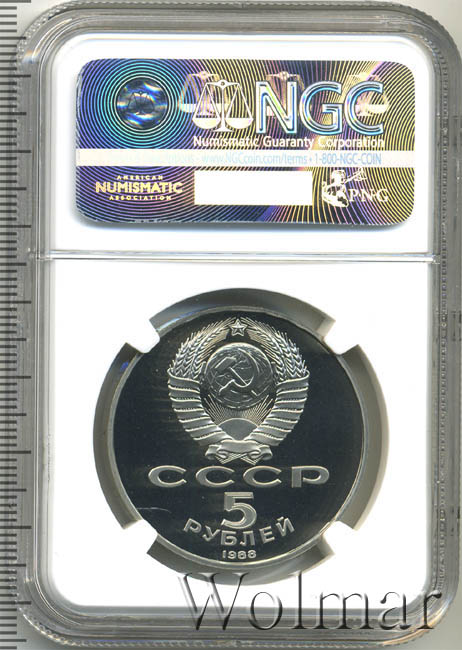 NGC
Numismatic Guaranty Corporation
www.NGCcoin.com/terms • 1-800-NGC-COIN
AMERICAN
NUMISMATIC
ASSOCIATION
PNG
СССР
5
РУБЛЕЙ
1988
Wolmar